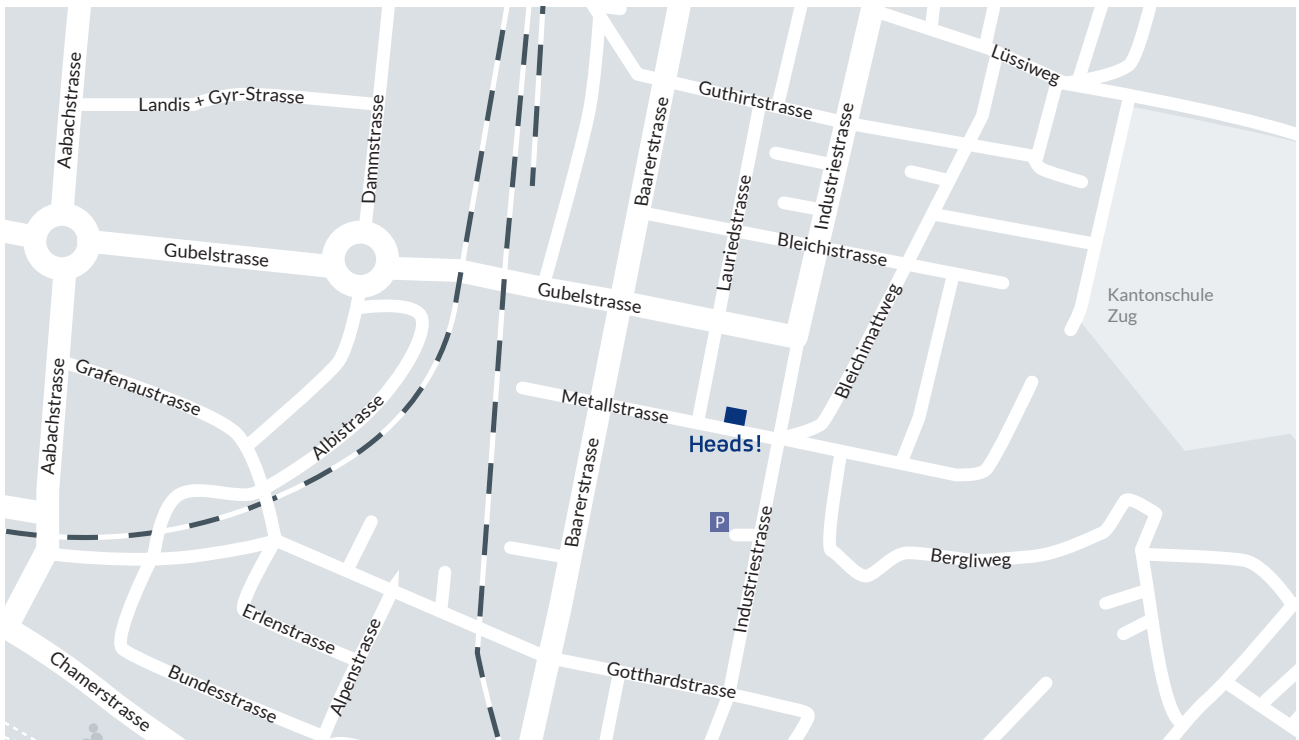 Lüssiweg
Aabachstrasse
Landis + Gyr-Strasse
Guthirtstrasse
Dammstrasse
Baarerstrasse
Industriestrasse
Lauriedstrasse
Gubelstrasse
Bleichistrasse
Gubelstrasse
Kantonschule
Zug
Bleichimattweg
Grafenaustrasse
Metallstrasse
Aabachstrasse
Albistrasse
Heads!
Baarerstrasse
P
Industriestrasse
Bergliweg
Erlenstrasse
Alpenstrasse
Chamerstrasse
Bundesstrasse
Gotthardstrasse